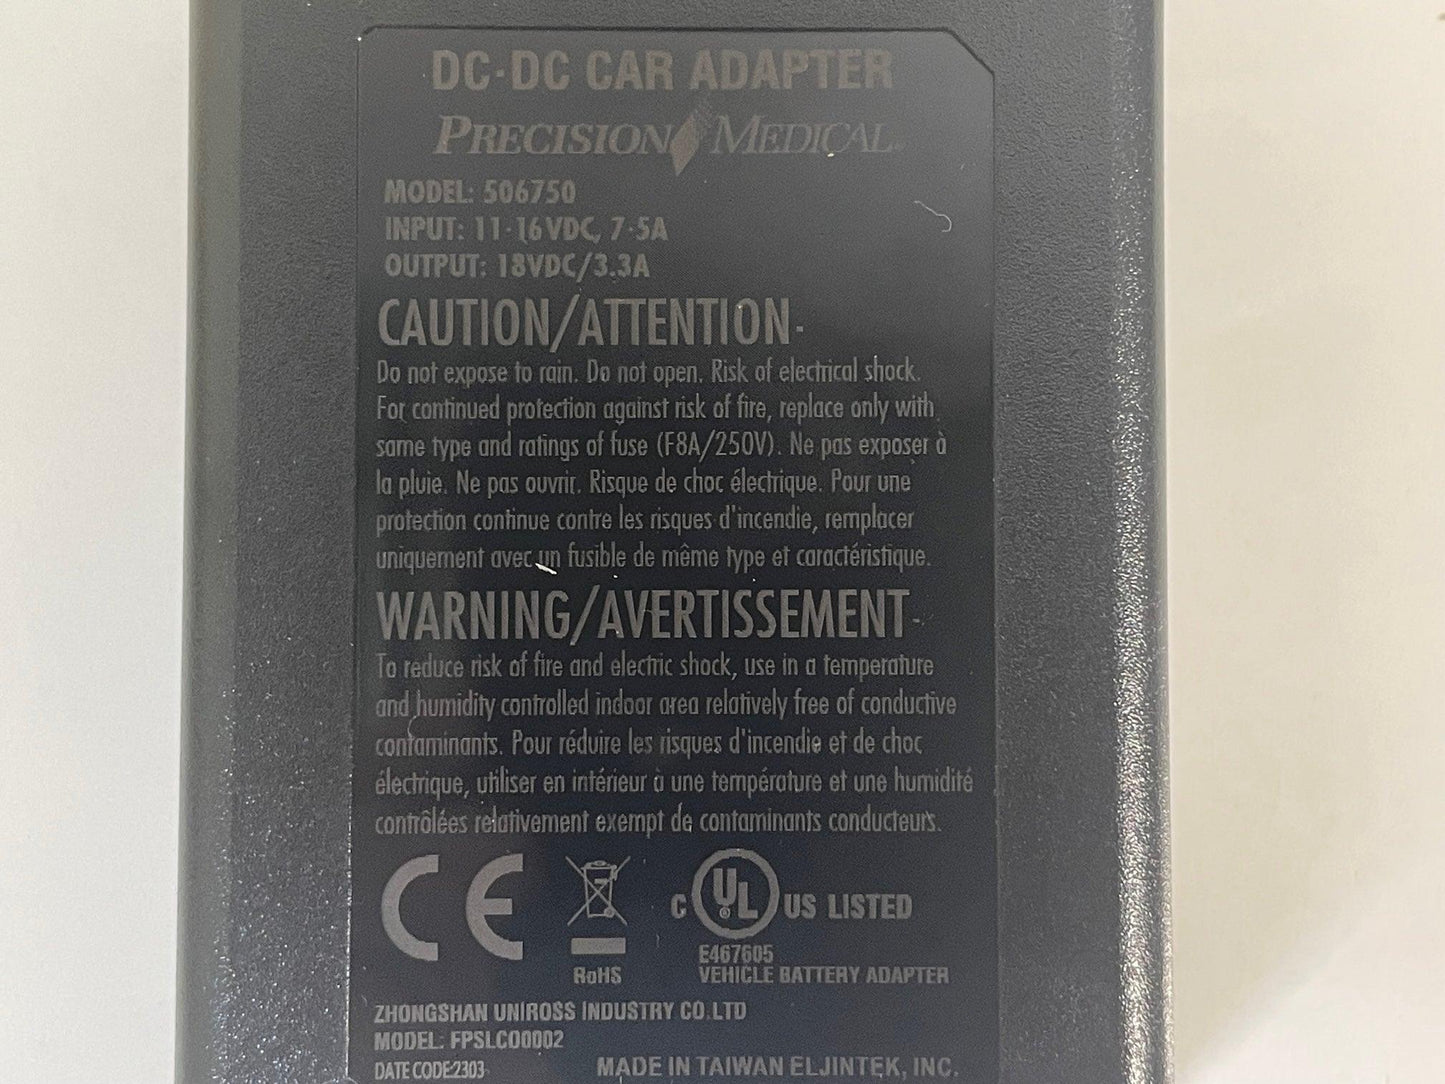 DC-DC CAR ADAPTER
PRECISION MEDICAL
MODEL: 506750
INPUT: 11-16VDC, 7-5A
OUTPUT: 18VDC/3.3A
CAUTION/ATTENTION-
Do not expose to rain. Do not open. Risk of electrical shock.
For continued protection against risk of fire, replace only with
same type and ratings of fuse (F8A/250V). Ne pas exposer à
la pluie. Ne pas ouvrir. Risque de choc électrique. Pour une
protection continue contre les risques d'incendie, remplacer
uniquement avec un fusible de même type et caractéristique.
WARNING/AVERTISSEMENT-
To reduce risk of fire and electric shock, use in a temperature
and humidity controlled indoor area relatively free of conductive
contaminants. Pour réduire les risques d'incendie et de choc
électrique, utiliser en intérieur à une température et une humidité
contrôlées relativement exempt de contaminants conducteurs.
CE
RoHS
C UL US LISTED
E467605
VEHICLE BATTERY ADAPTER
ZHONGSHAN UNIROSS INDUSTRY CO.LTD
MODEL: FPSLC00002
DATE CODE:2303 MADE IN TAIWAN ELJINTEK, INC.